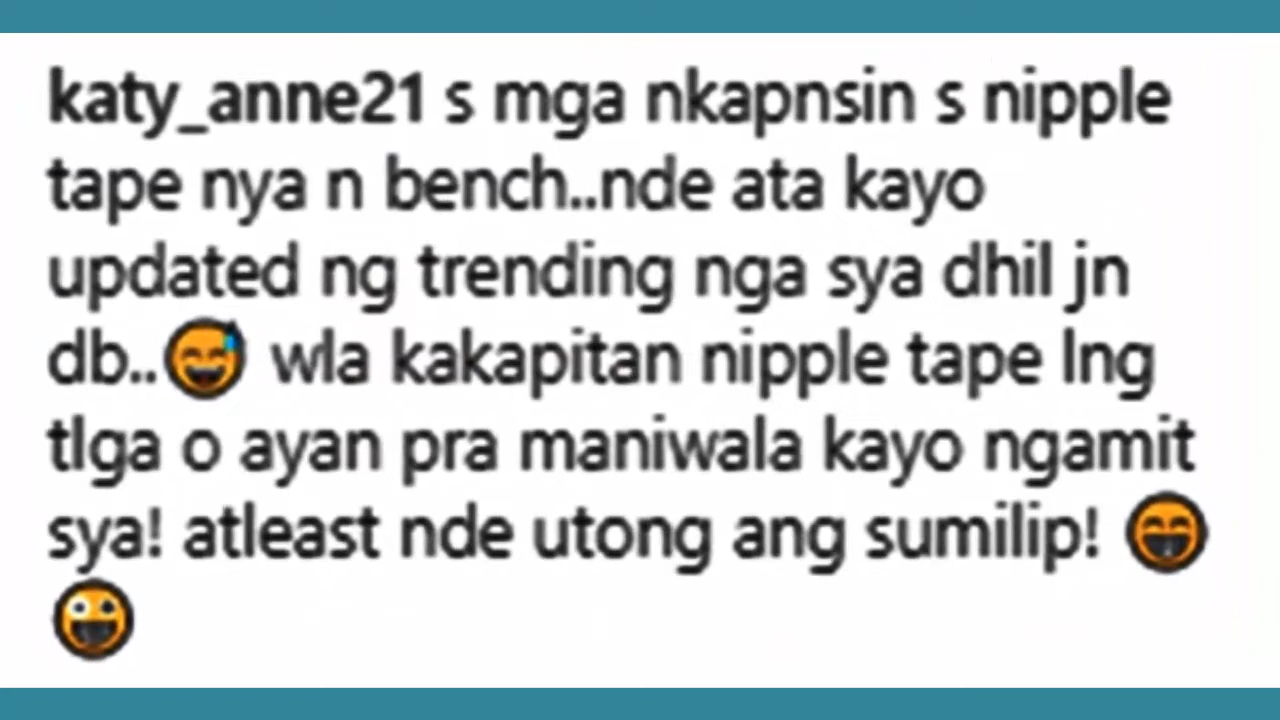 katy_anne21 s mga nkapnsin s nipple
tape nya n bench..nde ata kayo
updated ng trending nga sya dhil jn
db..😅 wla kakapitan nipple tape lng
tlga o ayan pra maniwala kayo ngamit
sya! atleast nde utong ang sumilip! 😄
😃